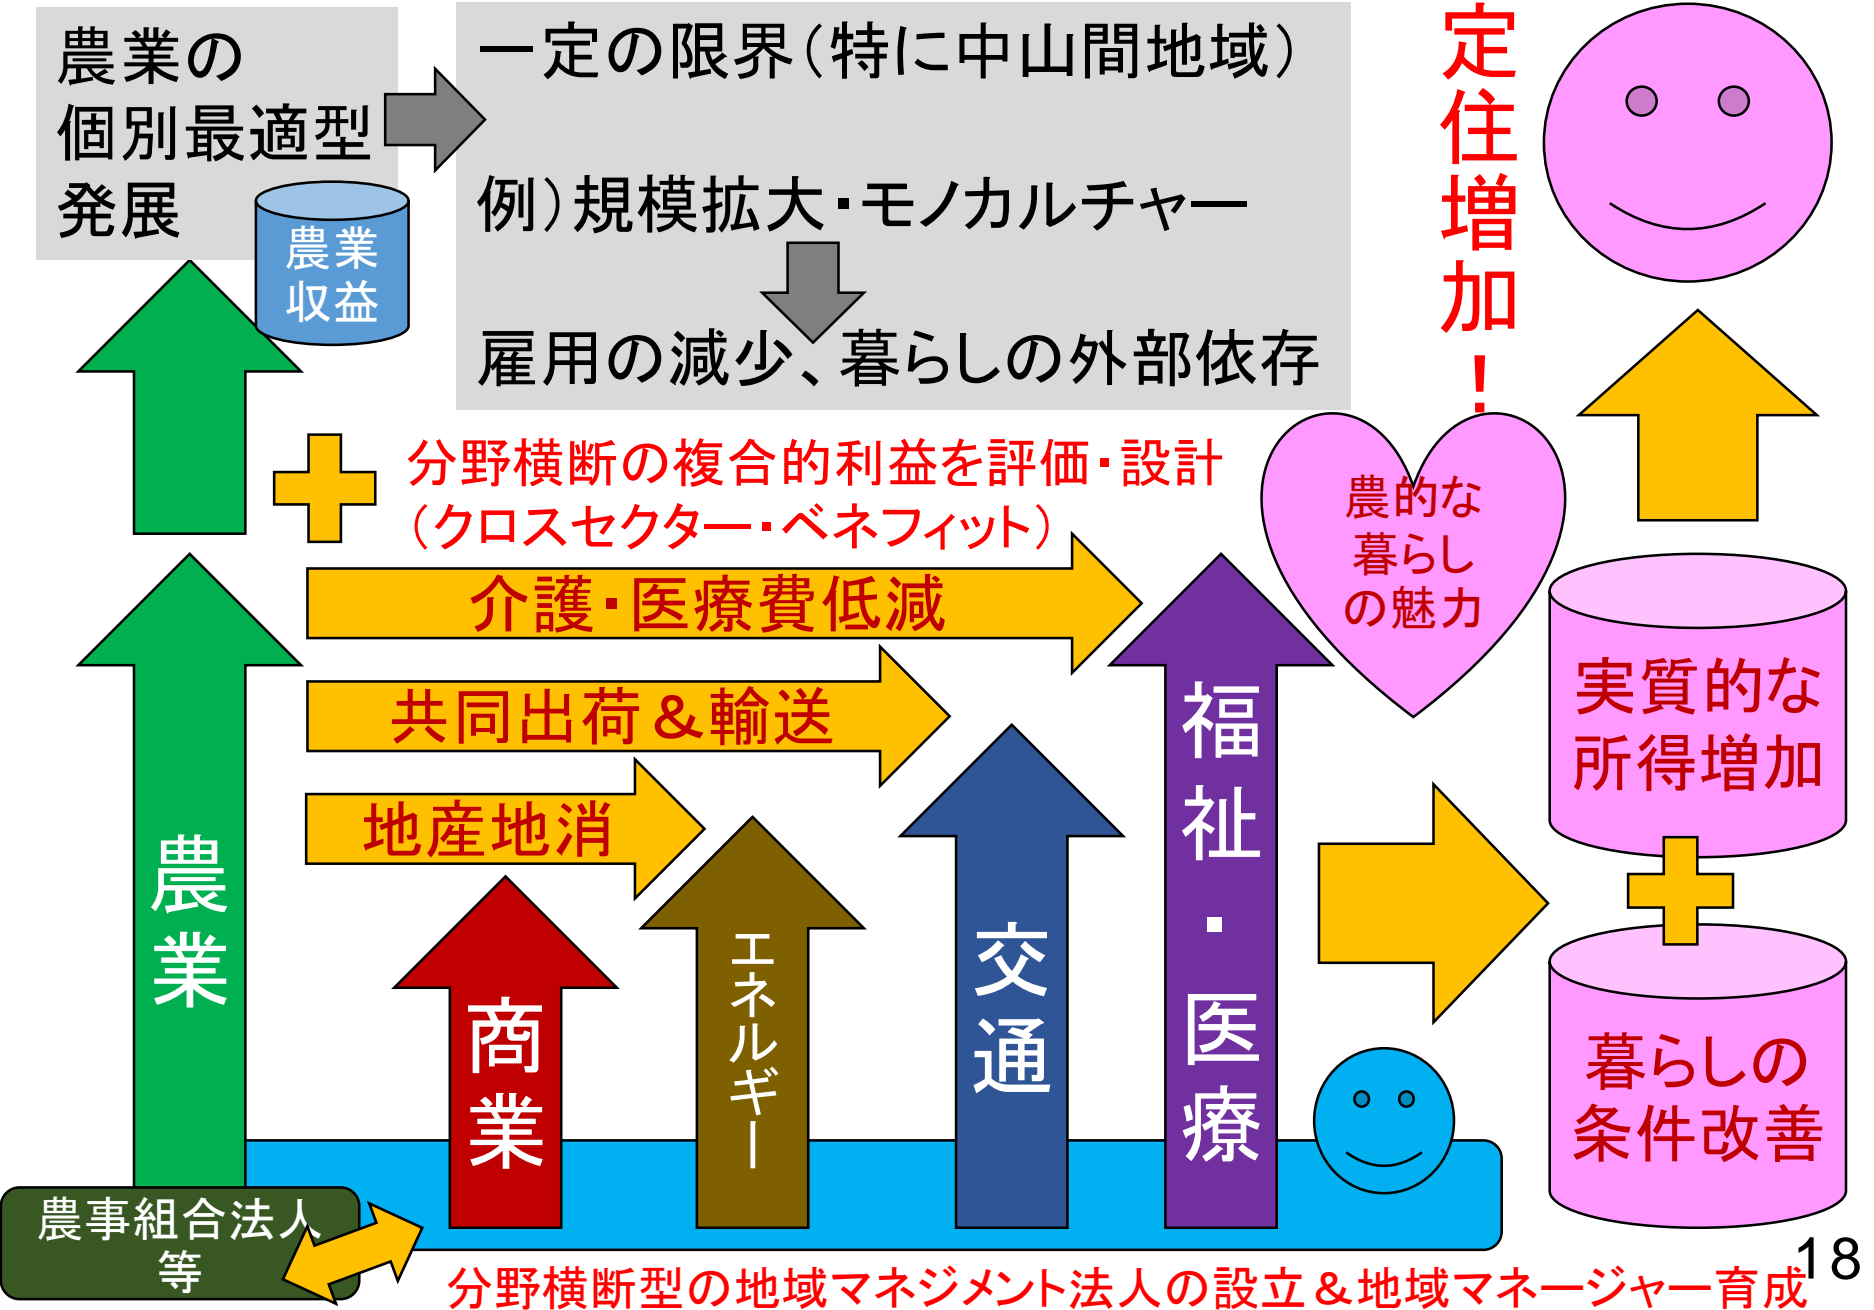 農業の
個別最適型
発展
農業
収益
一定の限界（特に中山間地域）
例）規模拡大・モノカルチャー
雇用の減少、暮らしの外部依存
定住増加！
分野横断の複合的利益を評価・設計
（クロスセクター・ベネフィット）
介護・医療費低減
共同出荷＆輸送
地産地消
農業
商業
エネルギー
交通
福祉・医療
農的な
暮らし
の魅力
実質的な
所得増加
暮らしの
条件改善
農事組合法人
等
分野横断型の地域マネジメント法人の設立＆地域マネージャー育成
18